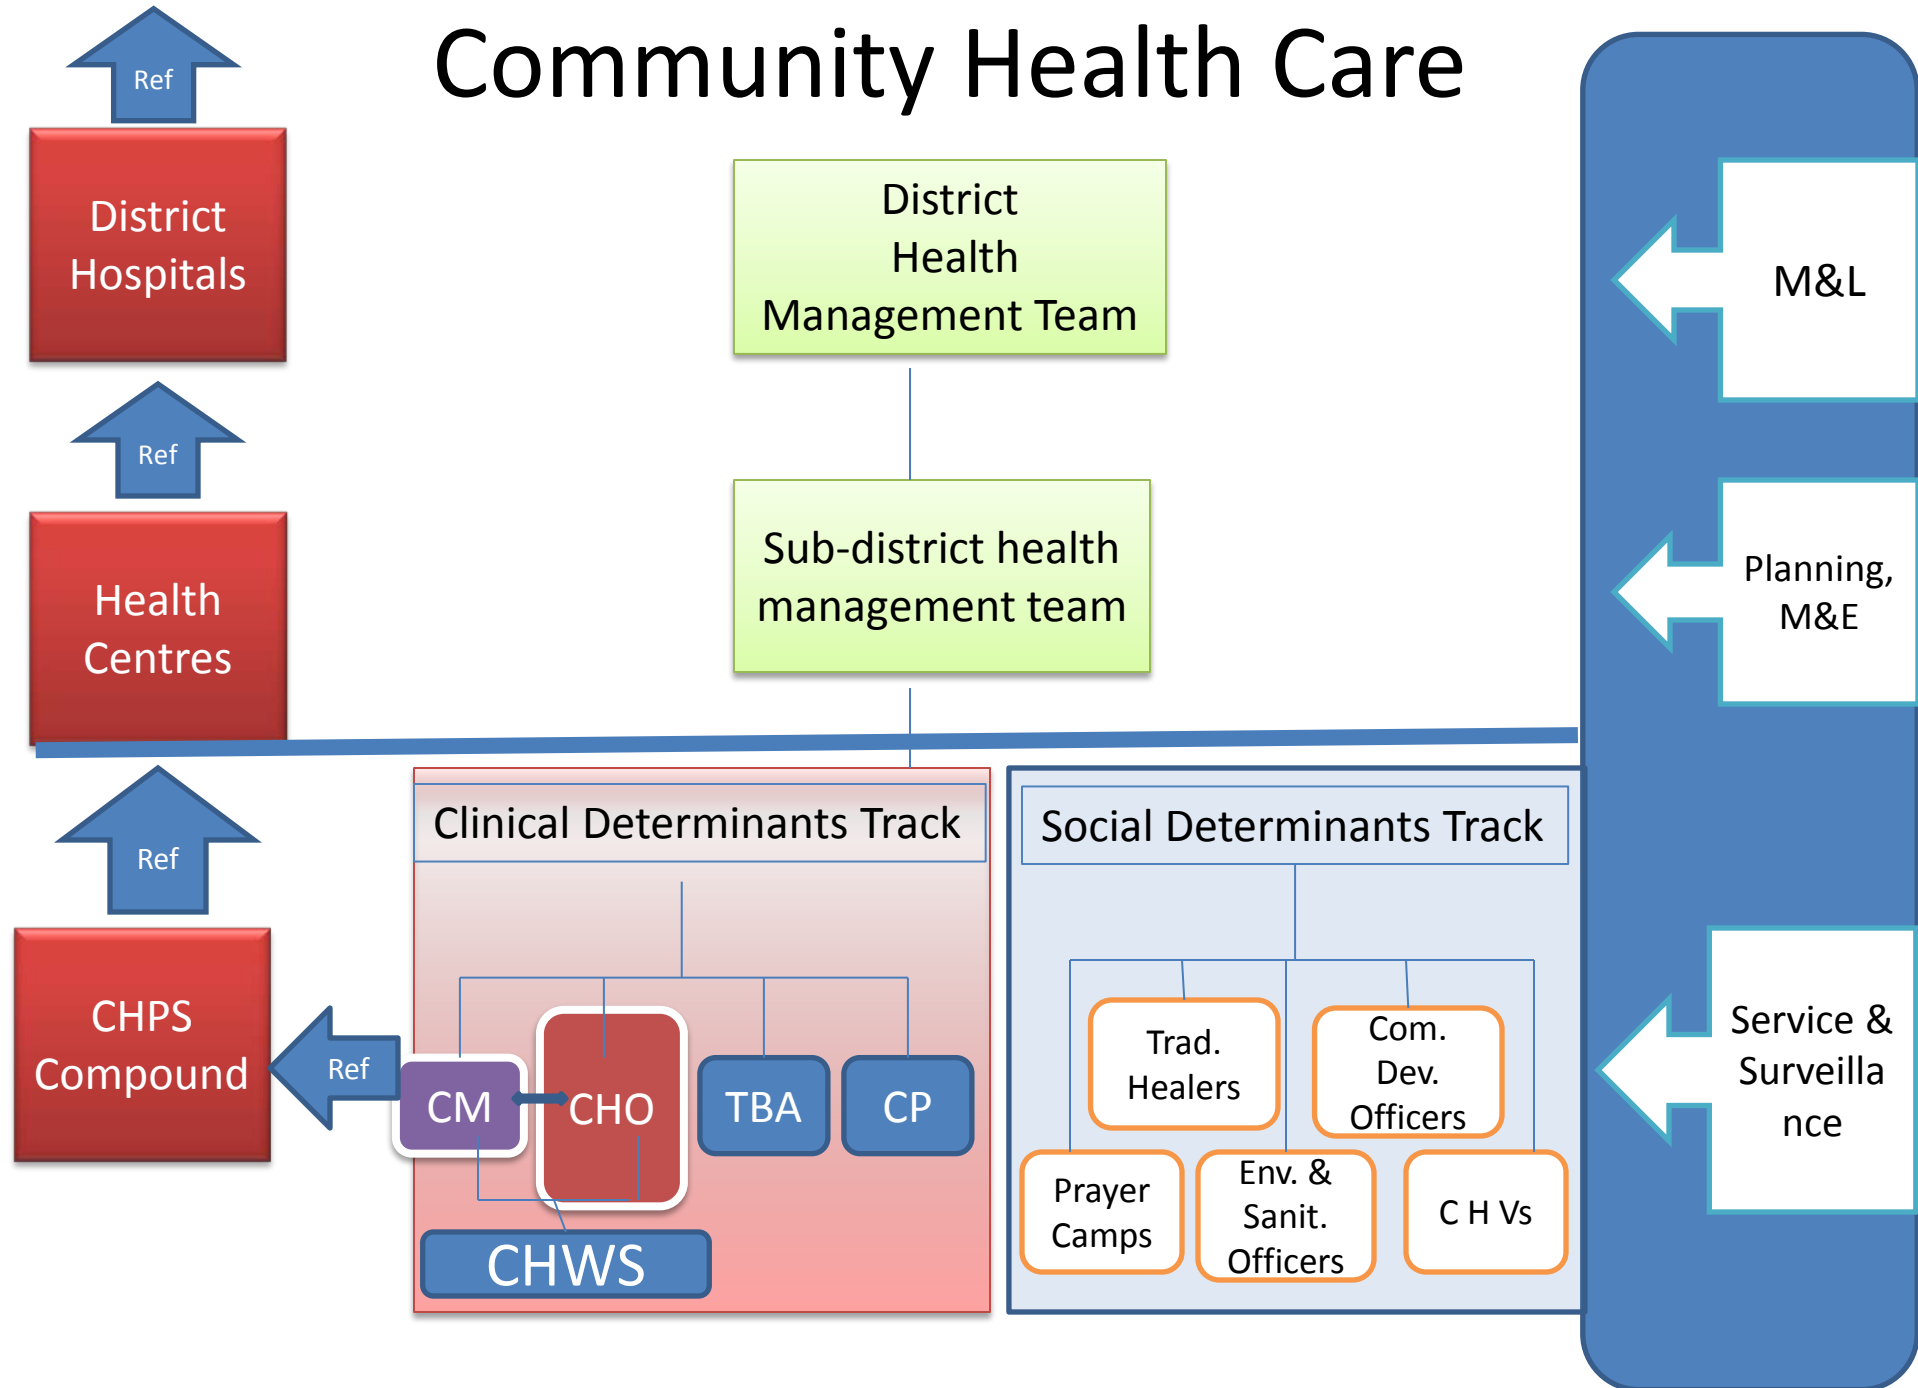 Community Health Care
Ref
District
Hospitals
Ref
Health
Centres
Ref
CHPS
Compound
Ref
District
Health
Management Team
Sub-district health
management team
Clinical Determinants Track
CM
CHO
TBA
CP
CHWS
Social Determinants Track
Trad.
Healers
Com.
Dev.
Officers
Prayer
Camps
Env. &
Sanit.
Officers
C H Vs
M&L
Planning,
M&E
Service &
Surveilla
nce